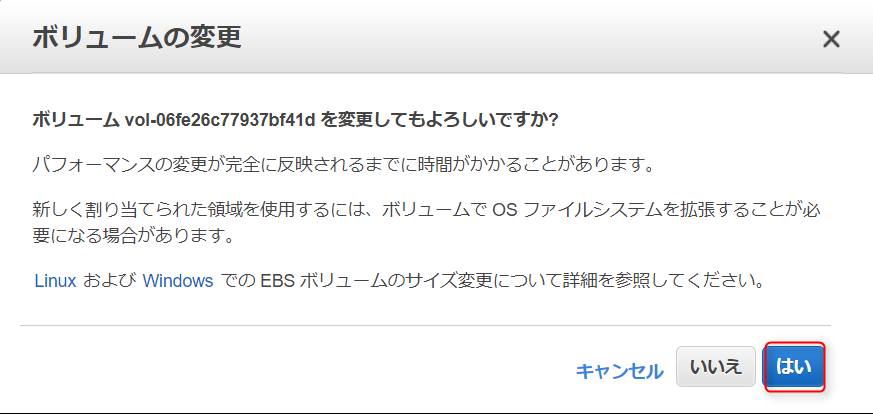 ボリュームの変更
ボリューム vol-06fe26c77937bf41d を変更してもよろしいですか?
パフォーマンスの変更が完全に反映されるまでに時間がかかることがあります。
新しく割り当てられた領域を使用するには、ボリュームで OS ファイルシステムを拡張することが必
要になる場合があります。
Linux および Windows での EBS ボリュームのサイズ変更について詳細を参照してください。
キャンセル いいえ はい